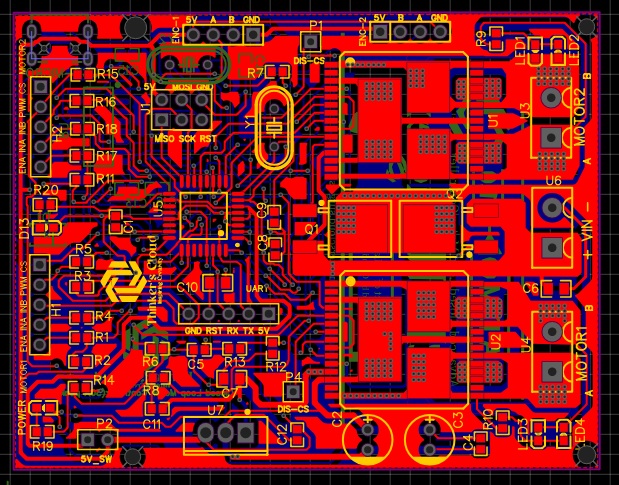 ENC-1
5V A B GND
P1
DIS-CS
ENC-2
5V B A GND
R9
LED1
LED2
MOTOR2
ENA INA INB PWM CS
H2
R15
R16
R18
R17
R11
5V MOSI GND
J1
MISO SCK RST
R7
Y1
U1
U3
B
A
MOTOR2
R20
D13
C1
U5
C9
C8
Q1
Q2
U6
+ VIN -
R5
R3
Thinker's Cloud
C10
UART
GND RST RX TX 5V
C6
ENA INA INB PWM CS
MOTOR1
H1
R4
R1
R2
R14
R6
C5
R13
R12
R8
C7
C11
P4
DIS-CS
U2
U4
B
A
MOTOR1
POWER
R19
P2
5V_SW
U7
C12
C2
C3
C4
R10
LED3
LED4